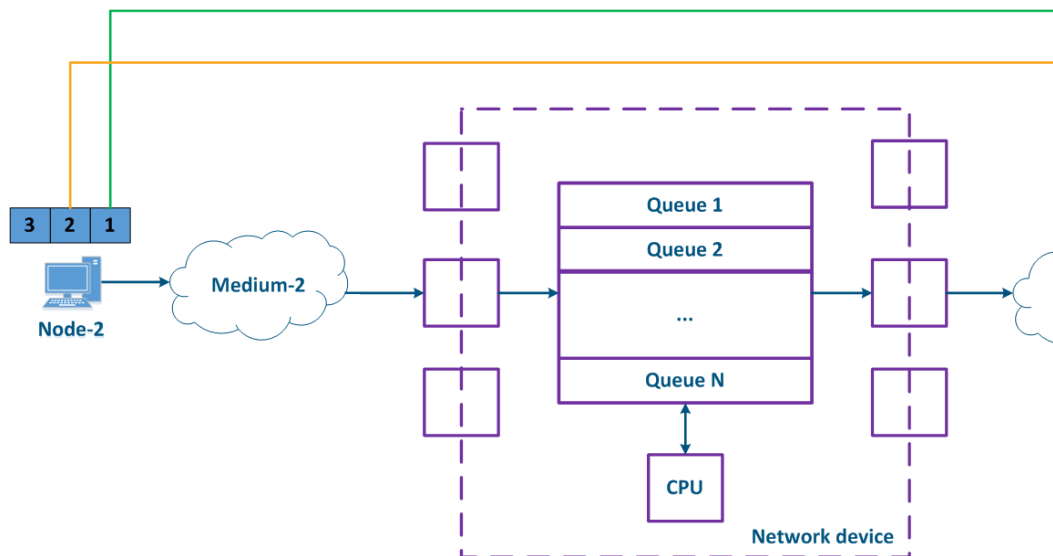 Queue 1
3 2 1
Queue 2
Medium-2
...
Node-2
Queue N
CPU
Network device